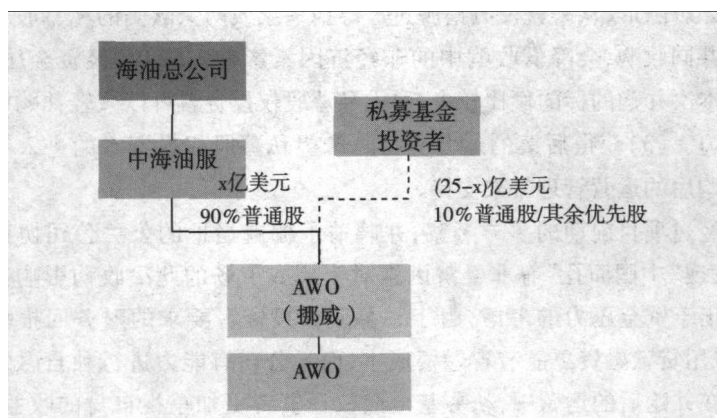 海油总公司
私募基金
投资者
中海油服
x亿美元
90%普通股
(25-x)亿美元
10%普通股/其余优先股
AWO
（挪威）
AWO